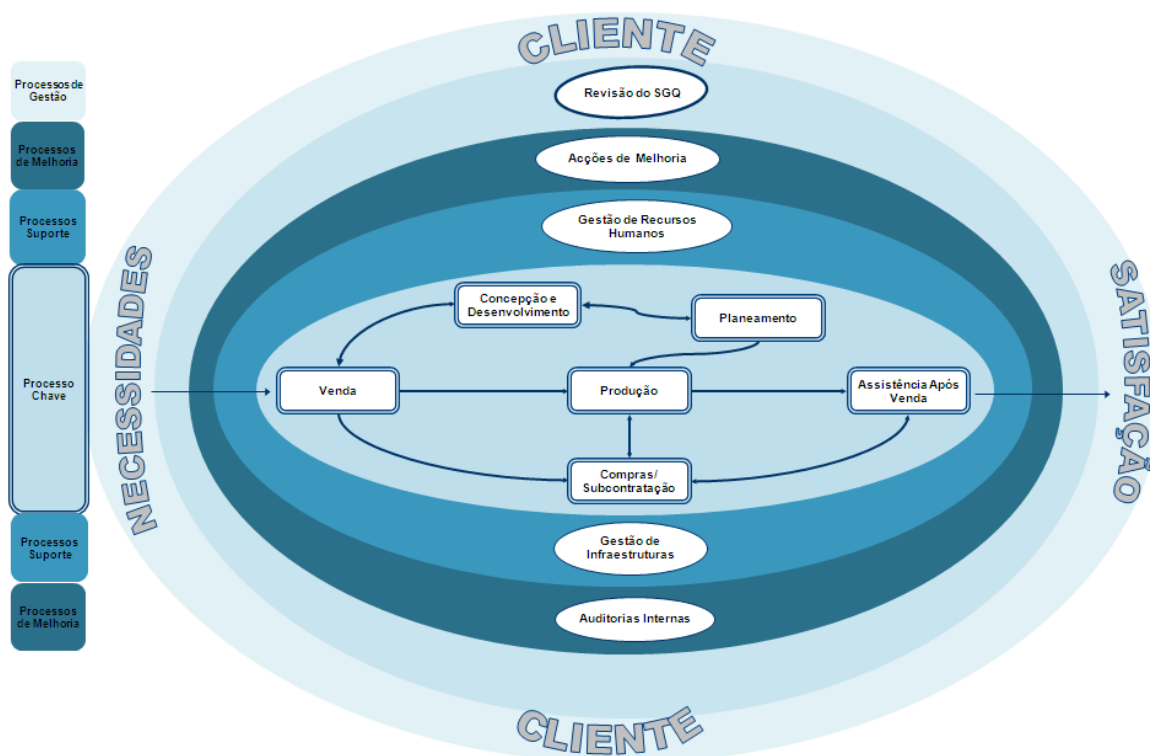 CLIENTE
Processos de
Gestão
Revisão do SGQ
Processos
de Melhoria
Acções de Melhoria
Processos
Suporte
Gestão de Recursos
Humanos
NECESSIDADES
SATISFAÇÃO
Concepção e
Desenvolvimento
Planeamento
Processo
Chave
Venda
Produção
Assistência Após
Venda
Compras/
Subcontratação
Processos
Suporte
Gestão de
Infraestruturas
Processos
de Melhoria
Auditorias Internas
CLIENTE